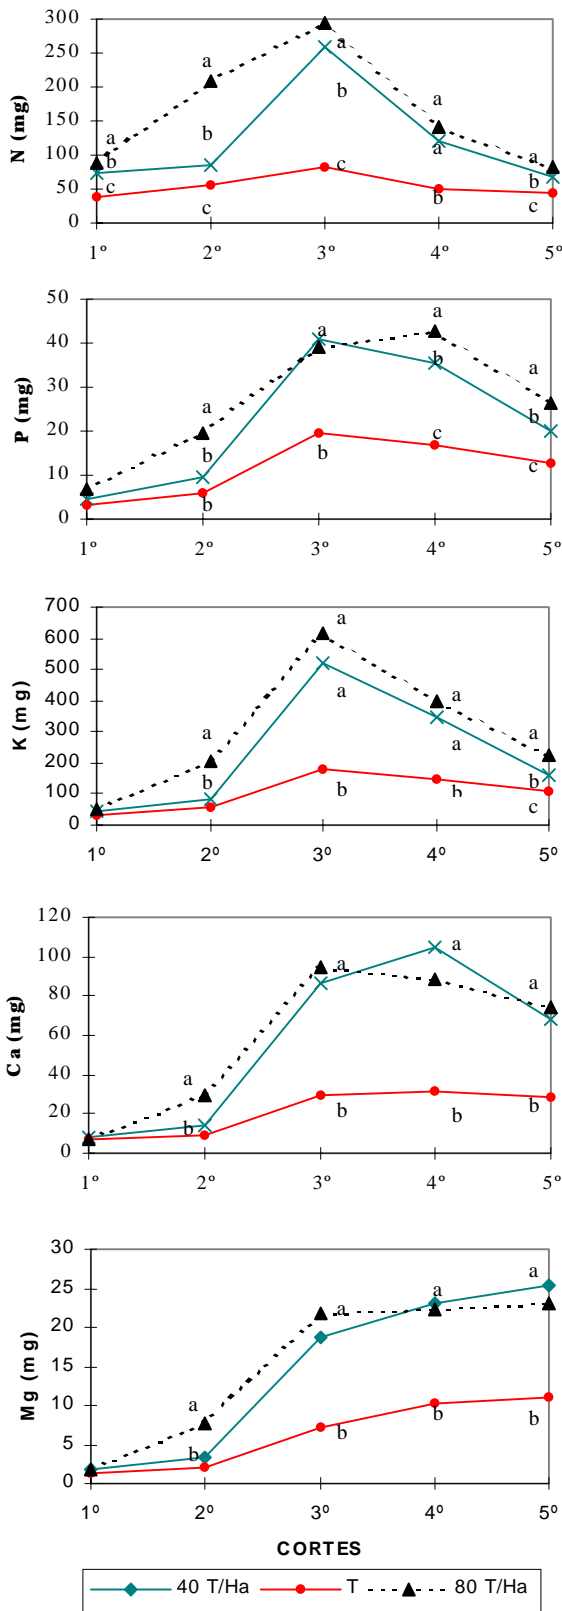 300
a
a
250
a
200
a
b
150
b
a
a
100
b
b
c
50
c
b
c
c
0
1º 2º 3º 4º 5º
N (mg)
50
a
a
40
b
a
30
a
b
20
b
c
b
10
c
b
0
1º 2º 3º 4º 5º
P (mg)
700
a
600
500
a
a
400
a
a
300
200
b
b
b
b
100
c
0
1º 2º 3º 4º 5º
K (mg)
120
a
100
a
a
80
60
40
a
b
20
b
b
b
0
1º 2º 3º 4º 5º
Ca (mg)
30
a
25
a
a
20
15
a
10
b
b
b
5
b
0
1º 2º 3º 4º 5º
Mg (mg)
CORTES
40 T/Ha T 80 T/Ha